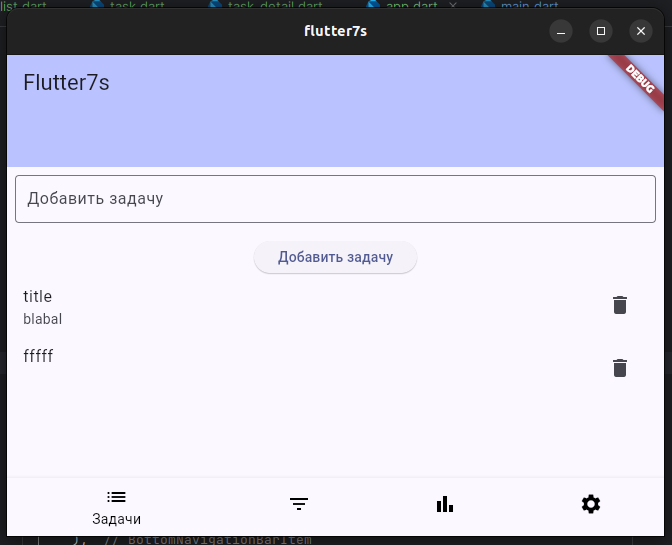 list.dart
task.dart
task_detail.dart
app.dart
main.dart
flutter7s
Flutter7s
DEBUG
Добавить задачу
Добавить задачу
title
blabal
fffff
Задачи
), // BottomNavigationBarItem